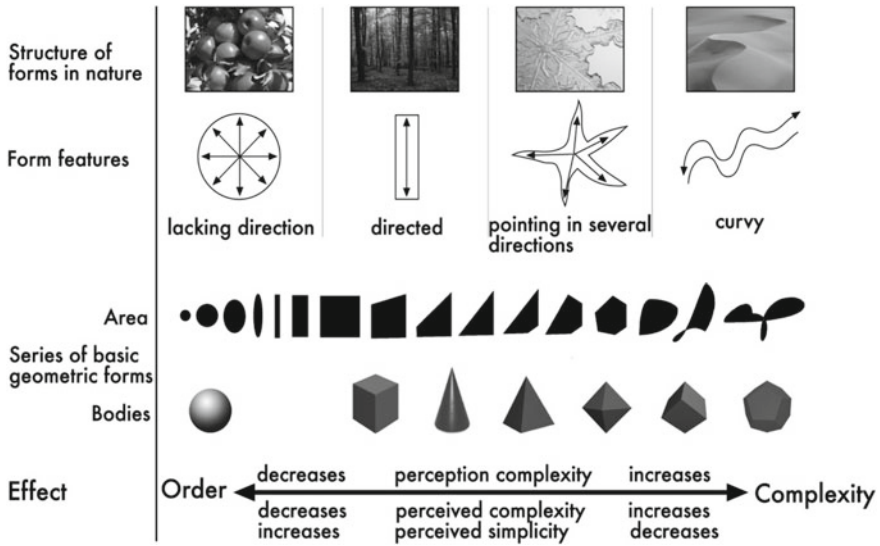 Structure of
forms in nature
Form features
lacking direction
directed
pointing in several
directions
curvy
Area
Series of basic
geometric forms
Bodies
Effect
Order
decreases perception complexity increases
Complexity
decreases perceived complexity increases
increases perceived simplicity decreases